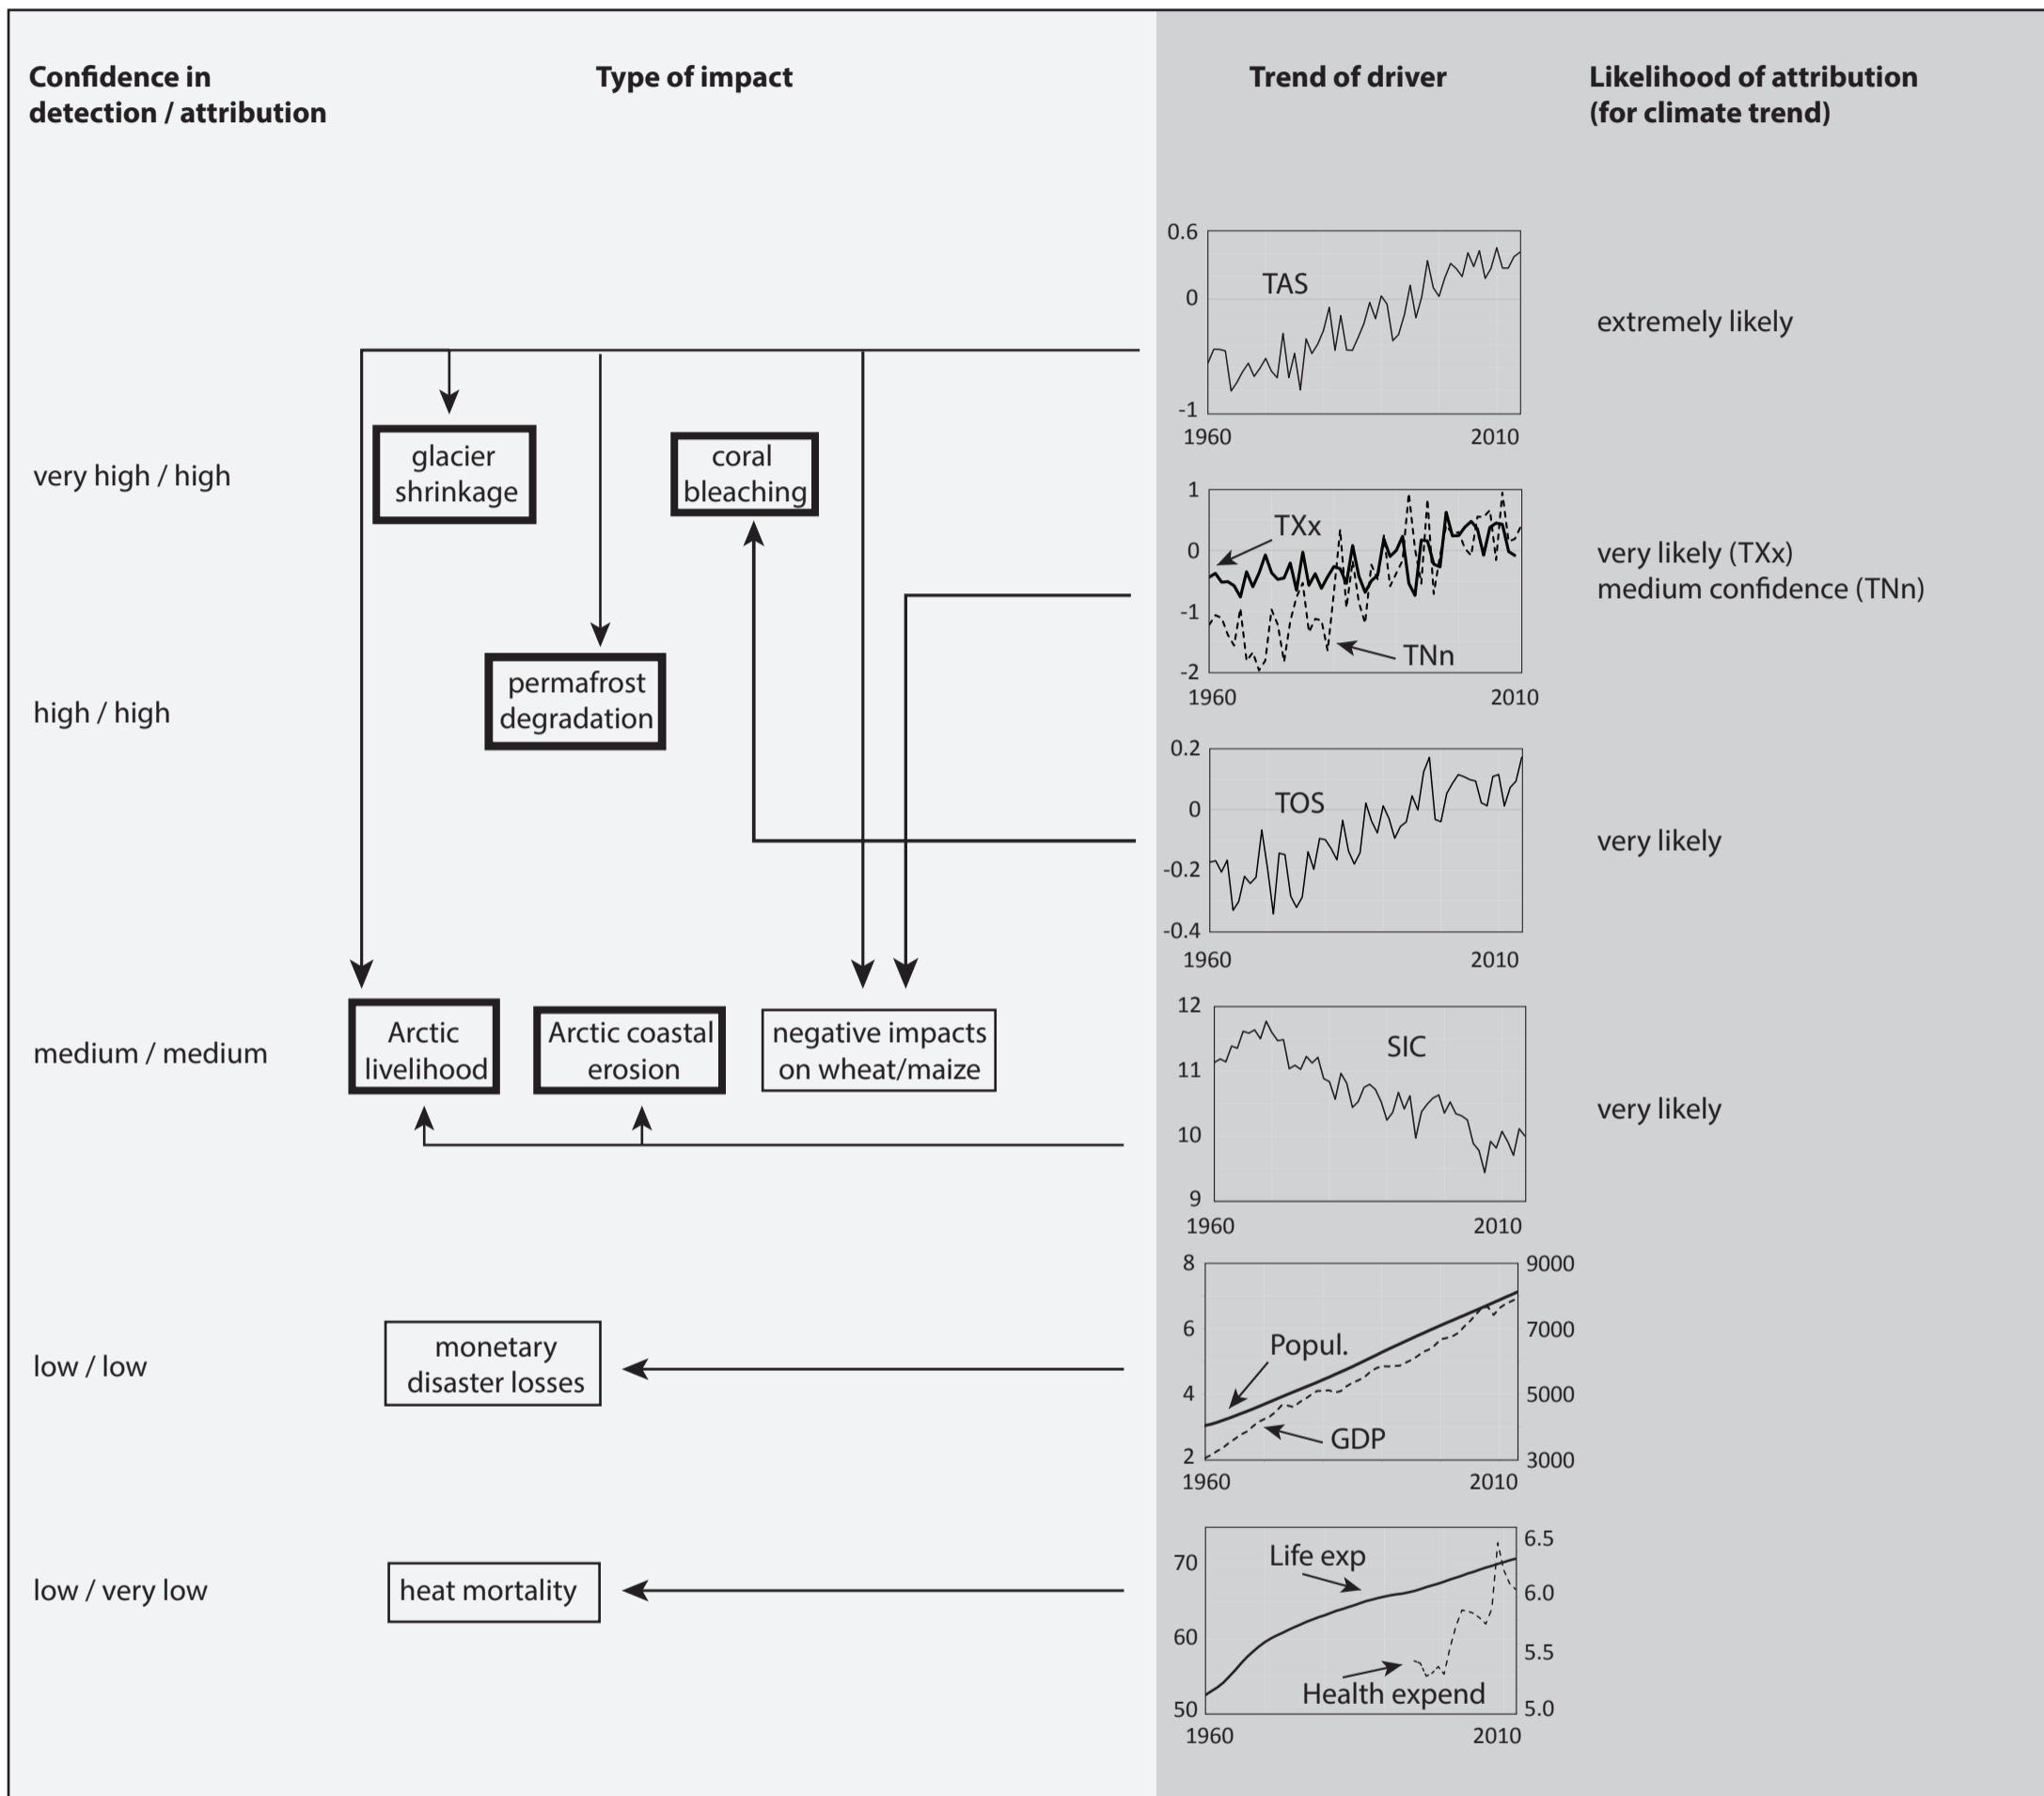 Confidence in
detection / attribution
Type of impact
Trend of driver
Likelihood of attribution
(for climate trend)
0.6
TAS
0
-1
1960
2010
extremely likely
very high / high
glacier
shrinkage
coral
bleaching
1
TXx
0
-1
TNn
-2
1960
2010
very likely (TXx)
medium confidence (TNn)
high / high
permafrost
degradation
0.2
TOS
0
-0.2
-0.4
1960
2010
very likely
medium / medium
Arctic
livelihood
Arctic coastal
erosion
negative impacts
on wheat/maize
12
SIC
11
10
9
1960
2010
very likely
low / low
monetary
disaster losses
8
9000
6
7000
Popul.
4
5000
GDP
2
3000
1960
2010
low / very low
heat mortality
6.5
Life exp
70
6.0
60
5.5
Health expend
50
5.0
1960
2010